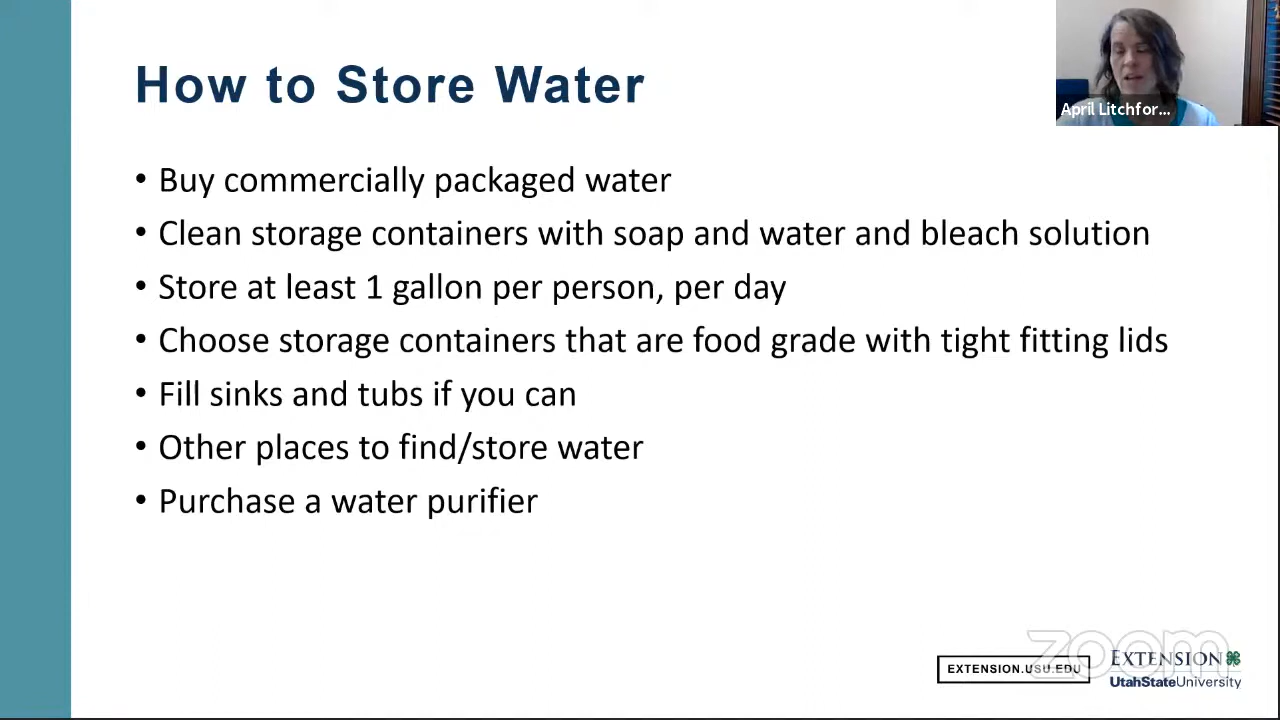 How to Store Water
April Litchfor...
• Buy commercially packaged water
• Clean storage containers with soap and water and bleach solution
• Store at least 1 gallon per person, per day
• Choose storage containers that are food grade with tight fitting lids
• Fill sinks and tubs if you can
• Other places to find/store water
• Purchase a water purifier
zoom
EXTENSION.USU.EDU
EXTENSION
UtahStateUniversity